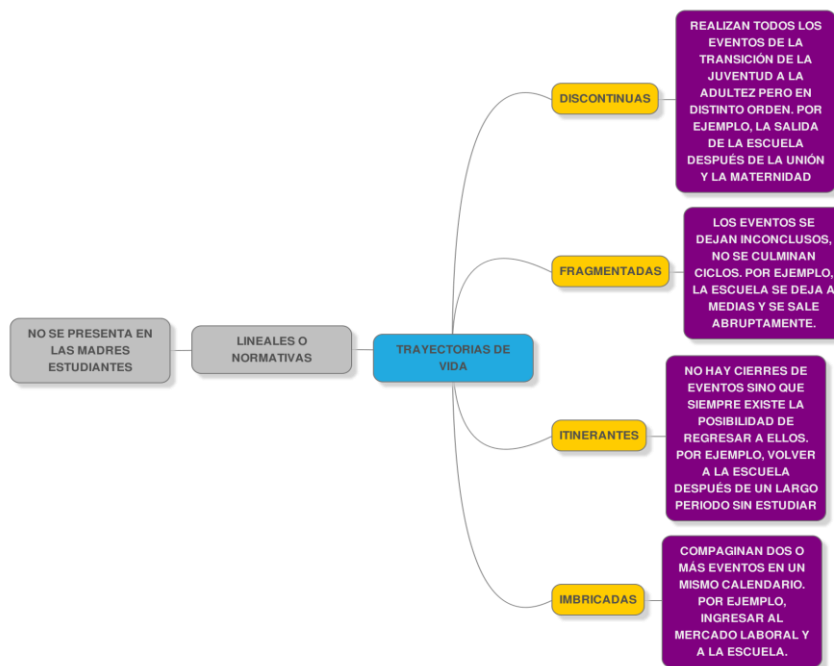 NO SE PRESENTA EN
LAS MADRES
ESTUDIANTES
LINEALES O
NORMATIVAS
TRAYECTORIAS DE
VIDA
DISCONTINUAS
REALIZAN TODOS LOS
EVENTOS DE LA
TRANSICIÓN DE LA
JUVENTUD A LA
ADULTEZ PERO EN
DISTINTO ORDEN. POR
EJEMPLO, LA SALIDA
DE LA ESCUELA
DESPUÉS DE LA UNIÓN
Y LA MATERNIDAD
FRAGMENTADAS
LOS EVENTOS SE
DEJAN INCONCLUSOS,
NO SE CULMINAN
CICLOS. POR EJEMPLO,
LA ESCUELA SE DEJA A
MEDIAS Y SE SALE
ABRUPTAMENTE.
ITINERANTES
NO HAY CIERRES DE
EVENTOS SINO QUE
SIEMPRE EXISTE LA
POSIBILIDAD DE
REGRESAR A ELLOS.
POR EJEMPLO, VOLVER
A LA ESCUELA
DESPUÉS DE UN LARGO
PERIODO SIN ESTUDIAR
IMBRICADAS
COMPAGINAN DOS O
MÁS EVENTOS EN UN
MISMO CALENDARIO.
POR EJEMPLO,
INGRESAR AL
MERCADO LABORAL Y
A LA ESCUELA.